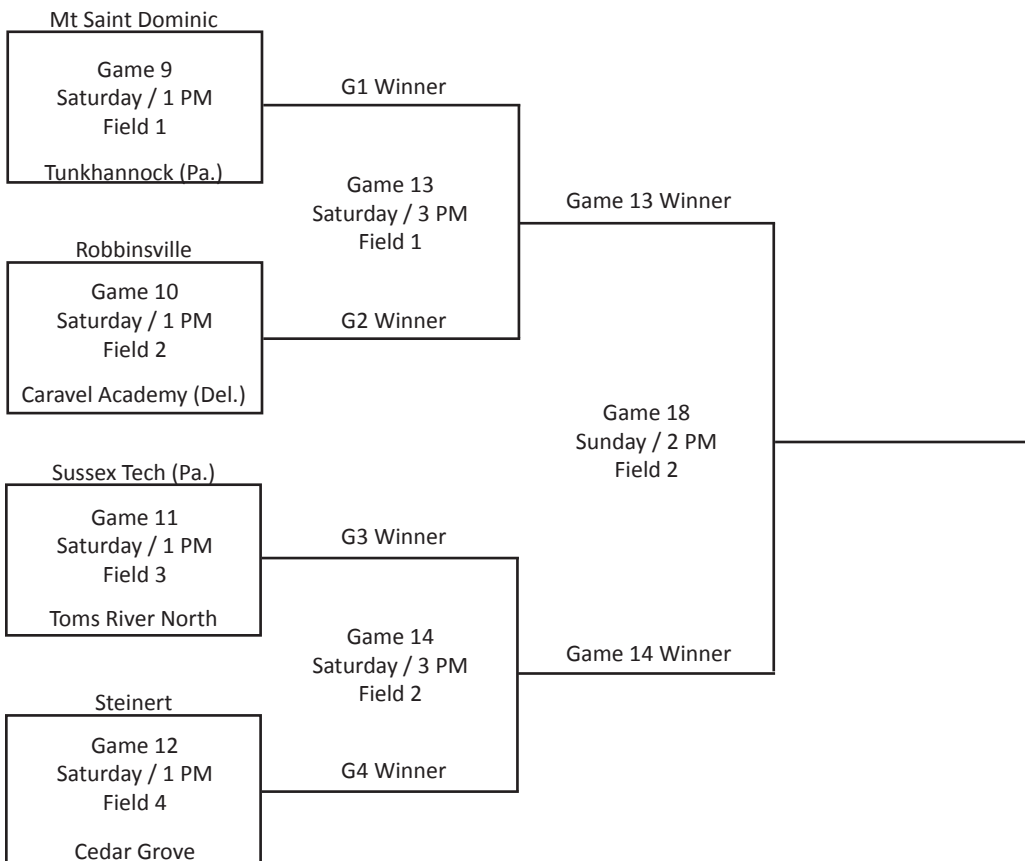 Mt Saint Dominic
Game 9
Saturday / 1 PM
Field 1
Tunkhannock (Pa.)
G1 Winner
Game 13
Saturday / 3 PM
Field 1
Game 13 Winner
Robbinsville
Game 10
Saturday / 1 PM
Field 2
Caravel Academy (Del.)
G2 Winner
Game 18
Sunday / 2 PM
Field 2
Sussex Tech (Pa.)
Game 11
Saturday / 1 PM
Field 3
Toms River North
G3 Winner
Game 14
Saturday / 3 PM
Field 2
Game 14 Winner
Steinert
Game 12
Saturday / 1 PM
Field 4
Cedar Grove
G4 Winner